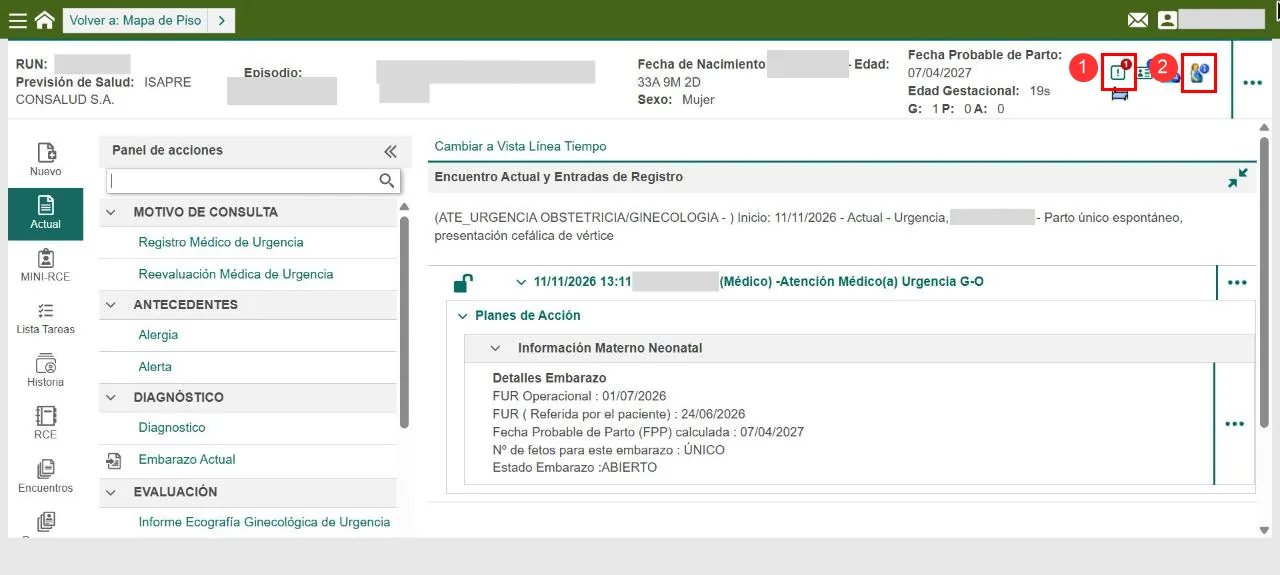 Volver a: Mapa de Piso
RUN:
Previsión de Salud: ISAPRE
CONSALUD S.A.
Episodio:
Fecha de Nacimiento - Edad:
33A 9M 2D
Sexo: Mujer
Fecha Probable de Parto:
07/04/2027
Edad Gestacional: 19s
G: 1 P: 0 A: 0
1
1
2
Nuevo
Actual
MINI-RCE
Lista Tareas
Historia
RCE
Encuentros
Panel de acciones
MOTIVO DE CONSULTA
Registro Médico de Urgencia
Reevaluación Médica de Urgencia
ANTECEDENTES
Alergia
Alerta
DIAGNÓSTICO
Diagnostico
Embarazo Actual
EVALUACIÓN
Informe Ecografía Ginecológica de Urgencia
Cambiar a Vista Línea Tiempo
Encuentro Actual y Entradas de Registro
(ATE_URGENCIA OBSTETRICIA/GINECOLOGIA - ) Inicio: 11/11/2026 - Actual - Urgencia, - Parto único espontáneo,
presentación cefálica de vértice
11/11/2026 13:11 (Médico) -Atención Médico(a) Urgencia G-O
Planes de Acción
Información Materno Neonatal
Detalles Embarazo
FUR Operacional : 01/07/2026
FUR ( Referida por el paciente) : 24/06/2026
Fecha Probable de Parto (FPP) calculada : 07/04/2027
Nº de fetos para este embarazo : ÚNICO
Estado Embarazo :ABIERTO